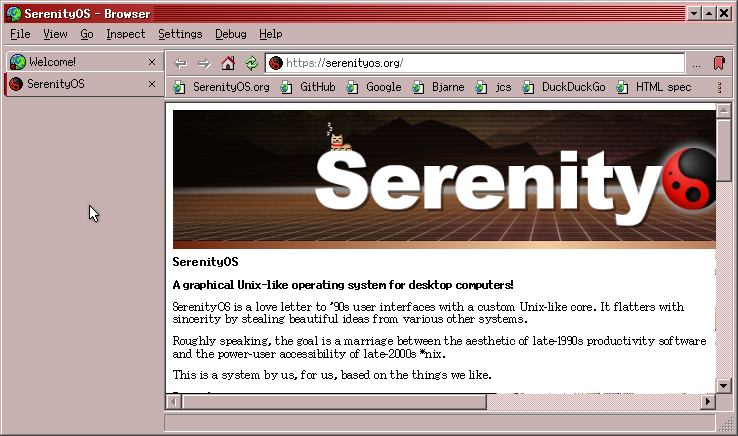 SerenityOS - Browser
File View Go Inspect Settings Debug Help
Welcome!
SerenityOS
https://serenityos.org/
...
SerenityOS.org GitHub Google Bjarne jcs DuckDuckGo HTML spec
z z z
Serenity
SerenityOS
A graphical Unix-like operating system for desktop computers!
SerenityOS is a love letter to '90s user interfaces with a custom Unix-like core. It flatters with
sincerity by stealing beautiful ideas from various other systems.
Roughly speaking, the goal is a marriage between the aesthetic of late-1990s productivity software
and the power-user accessibility of late-2000s *nix.
This is a system by us, for us, based on the things we like.